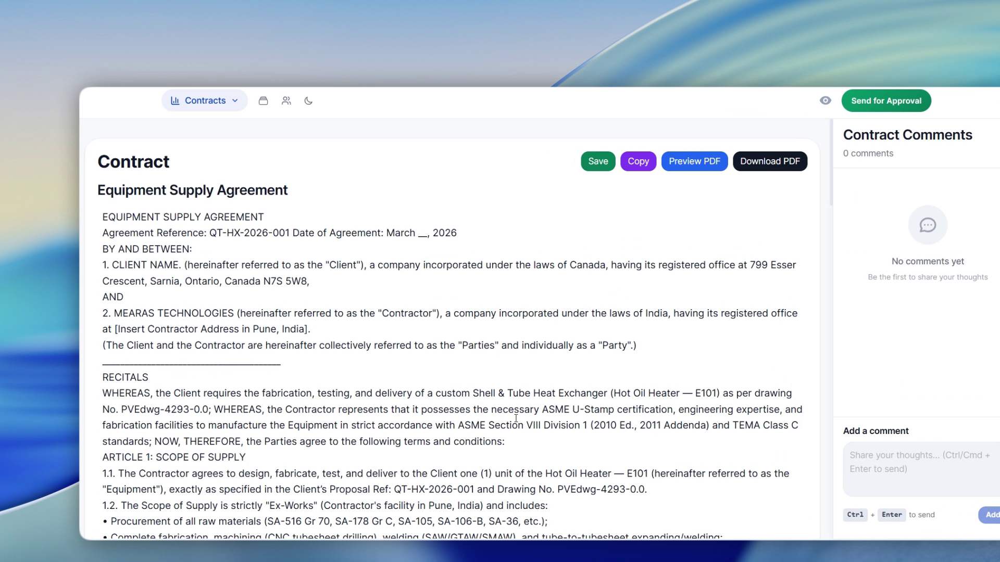 Contracts
Send for Approval
Contract
Save
Copy
Preview PDF
Download PDF
Equipment Supply Agreement
EQUIPMENT SUPPLY AGREEMENT
Agreement Reference: QT-HX-2026-001 Date of Agreement: March __, 2026
BY AND BETWEEN:
1. CLIENT NAME. (hereinafter referred to as the "Client"), a company incorporated under the laws of Canada, having its registered office at 799 Esser
Crescent, Sarnia, Ontario, Canada N7S 5W8,
AND
2. MEARAS TECHNOLOGIES (hereinafter referred to as the "Contractor"), a company incorporated under the laws of India, having its registered office
at [Insert Contractor Address in Pune, India].
(The Client and the Contractor are hereinafter collectively referred to as the "Parties" and individually as a "Party".)
________________________________________
RECITALS
WHEREAS, the Client requires the fabrication, testing, and delivery of a custom Shell & Tube Heat Exchanger (Hot Oil Heater — E101) as per drawing
No. PVEdwg-4293-0.0; WHEREAS, the Contractor represents that it possesses the necessary ASME U-Stamp certification, engineering expertise, and
fabrication facilities to manufacture the Equipment in strict accordance with ASME Section VIII Division 1 (2010 Ed., 2011 Addenda) and TEMA Class C
standards; NOW, THEREFORE, the Parties agree to the following terms and conditions:
ARTICLE 1: SCOPE OF SUPPLY
1.1. The Contractor agrees to design, fabricate, test, and deliver to the Client one (1) unit of the Hot Oil Heater — E101 (hereinafter referred to as the
"Equipment"), exactly as specified in the Client’s Proposal Ref: QT-HX-2026-001 and Drawing No. PVEdwg-4293-0.0.
1.2. The Scope of Supply is strictly "Ex-Works" (Contractor's facility in Pune, India) and includes:
• Procurement of all raw materials (SA-516 Gr 70, SA-178 Gr C, SA-105, SA-106-B, SA-36, etc.);
• Complete fabrication, machining (CNC tubesheet drilling), welding (SAW/GTAW/SMAW), and tube-to-tubesheet expanding/welding;
Contract Comments
0 comments
No comments yet
Be the first to share your thoughts
Add a comment
Share your thoughts... (Ctrl/Cmd +
Enter to send)
Ctrl + Enter to send
Add